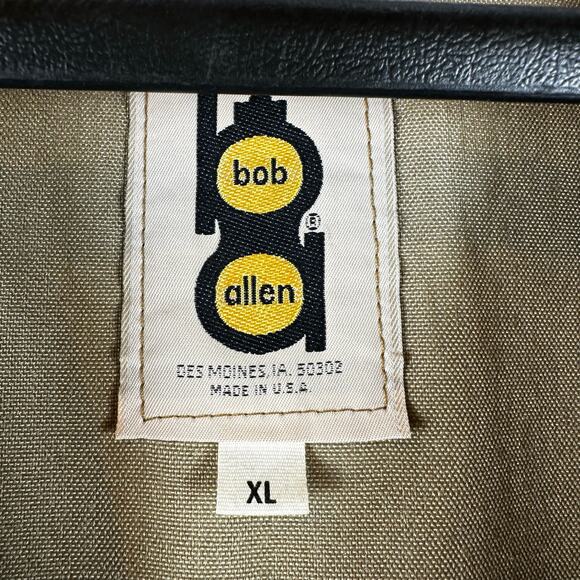 bob
®
allen
DES MOINES, IA. 50302
MADE IN U.S.A.
XL